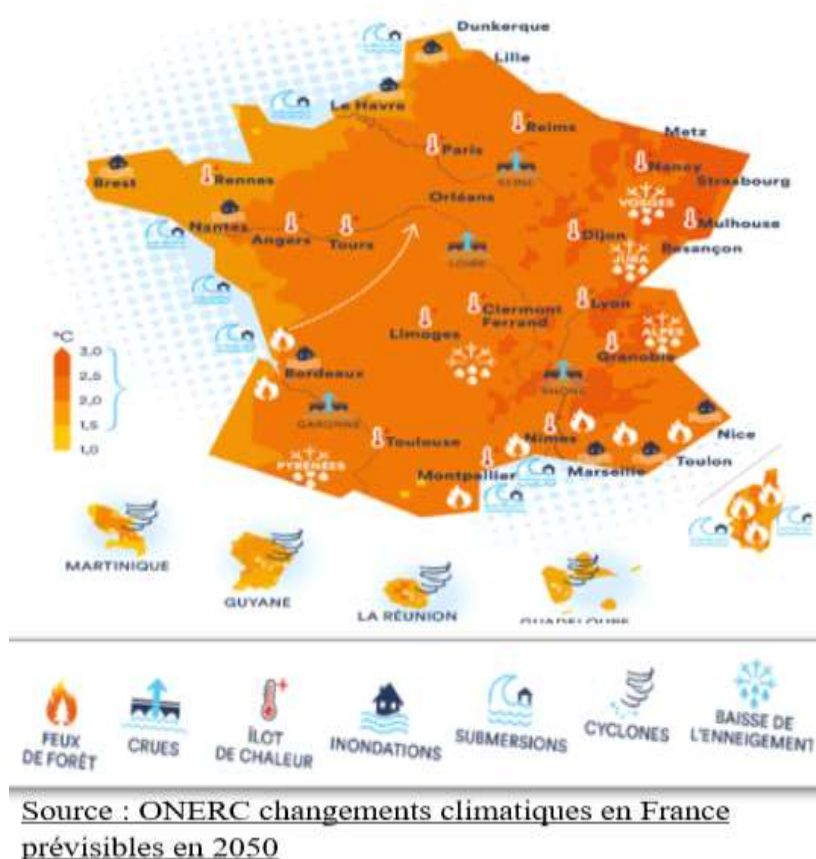 Dunkerque
Lille
Le Havre
Reims
Metz
Paris
Nancy
Strasbourg
Brest
Rennes
SEINE
VOSGES
Orléans
Mulhouse
Nantes
Angers
Tours
Dijon
Besançon
LOIRE
JURA
Clermont
Ferrand
Lyon
Limoges
ALPES
Grenoble
°C
3,0
2,5
2,0
1,5
1,0
Bordeaux
RHÔNE
GARONNE
Toulouse
Nîmes
Nice
Montpellier
Marseille
Toulon
PYRÉNÉES
MARTINIQUE
GUYANE
LA RÉUNION
GUADELOUPE
FEUX
DE FORÊT
CRUES
ÎLOT
DE CHALEUR
INONDATIONS
SUBMERSIONS
CYCLONES
BAISSE DE
L'ENNEIGEMENT
Source : ONERC changements climatiques en France
prévisibles en 2050